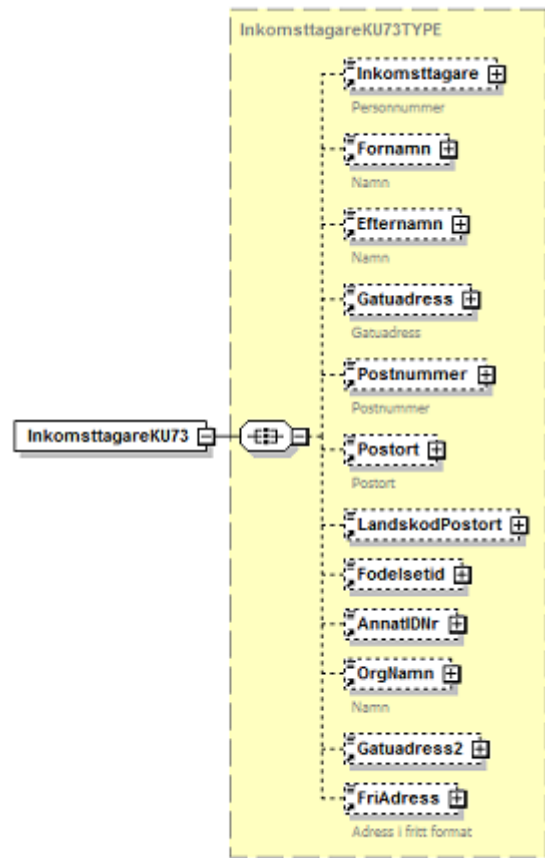 InkomsttagareKU73TYPE
Inkomsttagare
Personnummer
Fornamn
Namn
Efternamn
Namn
Gatuadress
Gatuadress
Postnummer
Postnummer
InkomsttagareKU73
Postort
Postort
LandskodPostort
Fodelsetid
AnnatIDNr
OrgNamn
Namn
Gatuadress2
FriAdress
Adress i fritt format